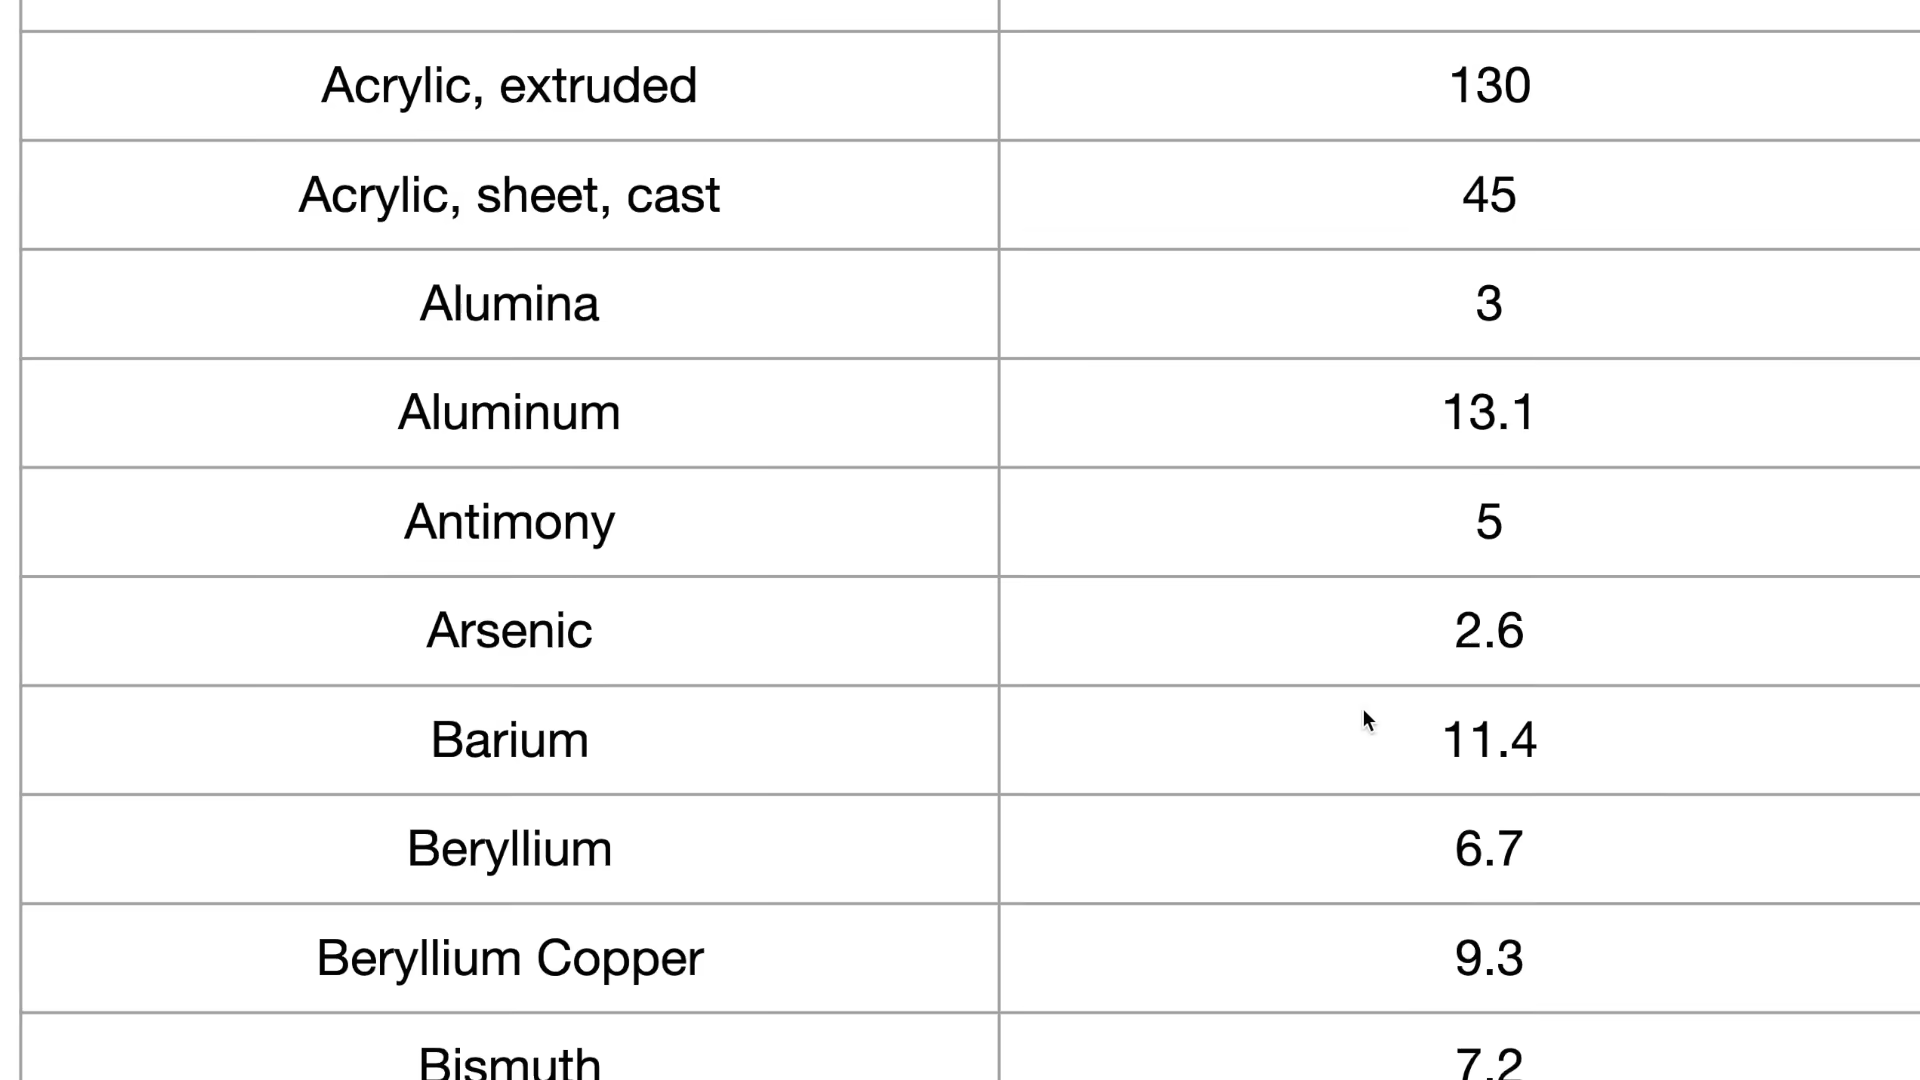 Acrylic, extruded 130
Acrylic, sheet, cast 45
Alumina 3
Aluminum 13.1
Antimony 5
Arsenic 2.6
Barium 11.4
Beryllium 6.7
Beryllium Copper 9.3
Bismuth 7.2